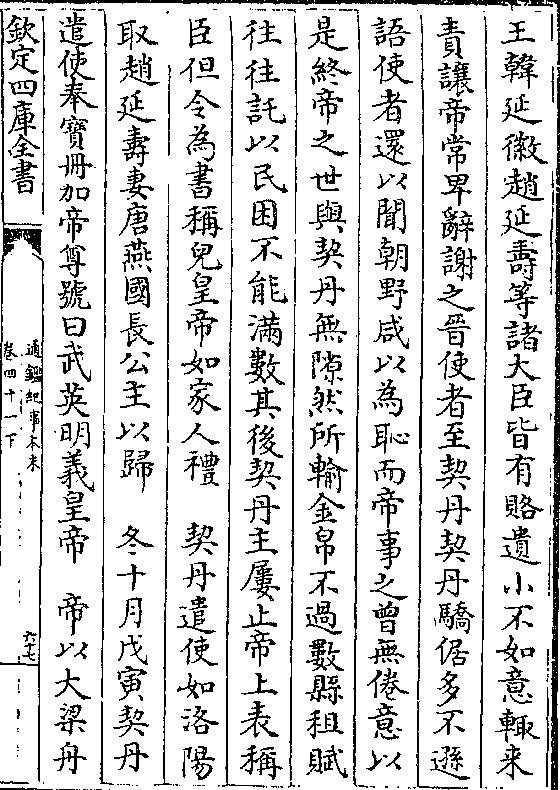 王韓延徽趙延壽等諸大臣皆有賂遺小不如意輙来
責讓帝常卑辭謝之晉使者至契丹契丹驕倨多不遜
語使者還以聞朝野咸以為恥而帝事之曾無倦意以
是終帝之世與契丹無隙然所輸金帛不過數縣租賦
往往託以民困不能滿數其後契丹主屢止帝上表稱
臣但令為書稱兒皇帝如家人禮　契丹遣使如洛陽
取趙延壽妻唐燕國長公主以歸　冬十月戊寅契丹
遣使奉寶冊加帝尊號曰武英明義皇帝　帝以大梁舟
欽定四庫全書
通鑑紀事本末
卷四十一下
六十七